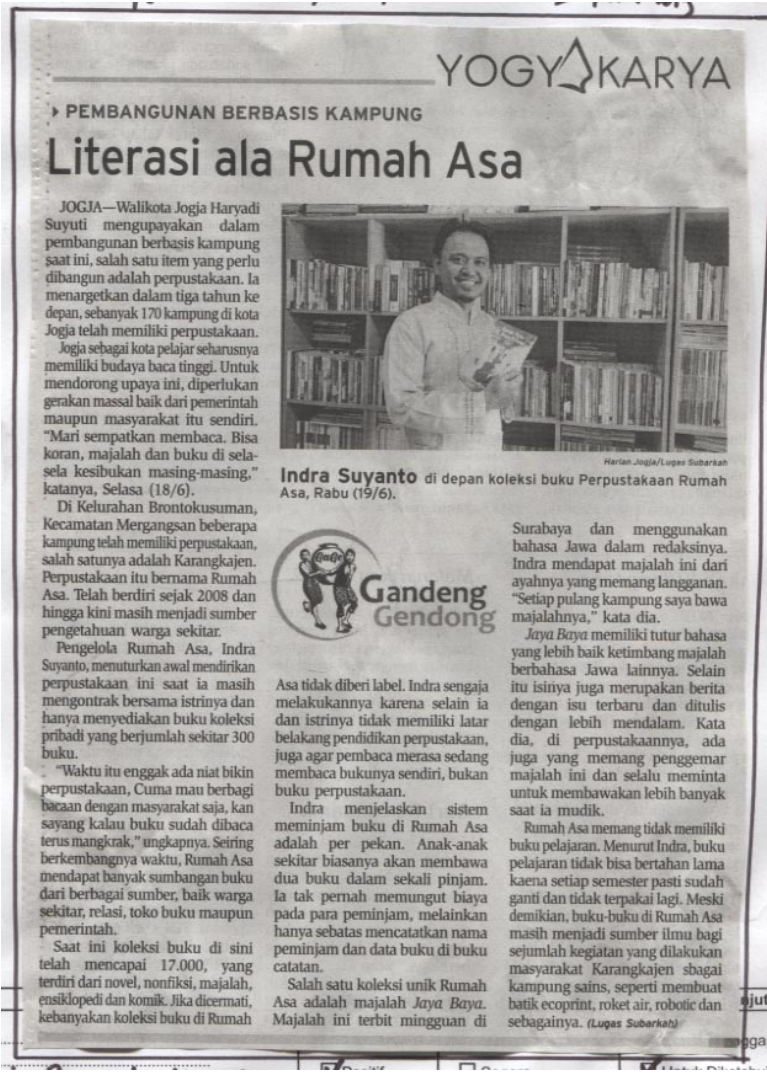 YOGYAKARYA
PEMBANGUNAN BERBASIS KAMPUNG
Literasi ala Rumah Asa
JOGJA—Walikota Jogja Haryadi
Suyuti mengupayakan dalam
pembangunan berbasis kampung
saat ini, salah satu item yang perlu
dibangun adalah perpustakaan. Ia
menargetkan dalam tiga tahun ke
depan, sebanyak 170 kampung di kota
Jogja telah memiliki perpustakaan.
Jogja sebagai kota pelajar seharusnya
memiliki budaya baca tinggi. Untuk
mendorong upaya ini, diperlukan
gerakan massal baik dari pemerintah
maupun masyarakat itu sendiri.
“Mari sempatkan membaca. Bisa
koran, majalah dan buku di sela-
sela kesibukan masing-masing,”
katanya, Selasa (18/6).
Di Kelurahan Brontokusuman,
Kecamatan Mergangsan beberapa
kampung telah memiliki perpustakaan,
salah satunya adalah Karangkajen.
Perpustakaan itu bernama Rumah
Asa. Telah berdiri sejak 2008 dan
hingga kini masih menjadi sumber
pengetahuan warga sekitar.
Pengelola Rumah Asa, Indra
Suyanto, menuturkan awal mendirikan
perpustakaan ini saat ia masih
mengontrak bersama istrinya dan
hanya menyediakan buku koleksi
pribadi yang berjumlah sekitar 300
buku.
“Waktu itu enggak ada niat bikin
perpustakaan, Cuma mau berbagi
bacaan dengan masyarakat saja, kan
sayang kalau buku sudah dibaca
terus mangkrak,” ungkapnya. Seiring
berkembangnya waktu, Rumah Asa
mendapat banyak sumbangan buku
dari berbagai sumber, baik warga
sekitar, relasi, toko buku maupun
pemerintah.
Saat ini koleksi buku di sini
telah mencapai 17.000, yang
terdiri dari novel, nonfiksi, majalah,
ensiklopedi dan komik. Jika dicermati,
kebanyakan koleksi buku di Rumah
Harian Jogja/Lugas Subarkah
Indra Suyanto di depan koleksi buku Perpustakaan Rumah
Asa, Rabu (19/6).
Gandeng
Gendong
Asa tidak diberi label. Indra sengaja
melakukannya karena selain ia
dan istrinya tidak memiliki latar
belakang pendidikan perpustakaan,
juga agar pembaca merasa sedang
membaca bukunya sendiri, bukan
buku perpustakaan.
Indra menjelaskan sistem
meminjam buku di Rumah Asa
adalah per pekan. Anak-anak
sekitar biasanya akan membawa
dua buku dalam sekali pinjam.
Ia tak pernah memungut biaya
pada para peminjam, melainkan
hanya sebatas mencatatkan nama
peminjam dan data buku di buku
catatan.
Salah satu koleksi unik Rumah
Asa adalah majalah Jaya Baya.
Majalah ini terbit mingguan di
Surabaya dan menggunakan
bahasa Jawa dalam redaksinya.
Indra mendapat majalah ini dari
ayahnya yang memang langganan.
“Setiap pulang kampung saya bawa
majalahnya,” kata dia.
Jaya Baya memiliki tutur bahasa
yang lebih baik ketimbang majalah
berbahasa Jawa lainnya. Selain
itu isinya juga merupakan berita
dengan isu terbaru dan ditulis
dengan lebih mendalam. Kata
dia, di perpustakaannya, ada
juga yang memang penggemar
majalah ini dan selalu meminta
untuk membawakan lebih banyak
saat ia mudik.
Rumah Asa memang tidak memiliki
buku pelajaran. Menurut Indra, buku
pelajaran tidak bisa bertahan lama
kaena setiap semester pasti sudah
ganti dan tidak terpakai lagi. Meski
demikian, buku-buku di Rumah Asa
masih menjadi sumber ilmu bagi
sejumlah kegiatan yang dilakukan
masyarakat Karangkajen sbagai
kampung sains, seperti membuat
batik ecoprint, roket air, robotic dan
sebagainya. (Lugas Subarkah)